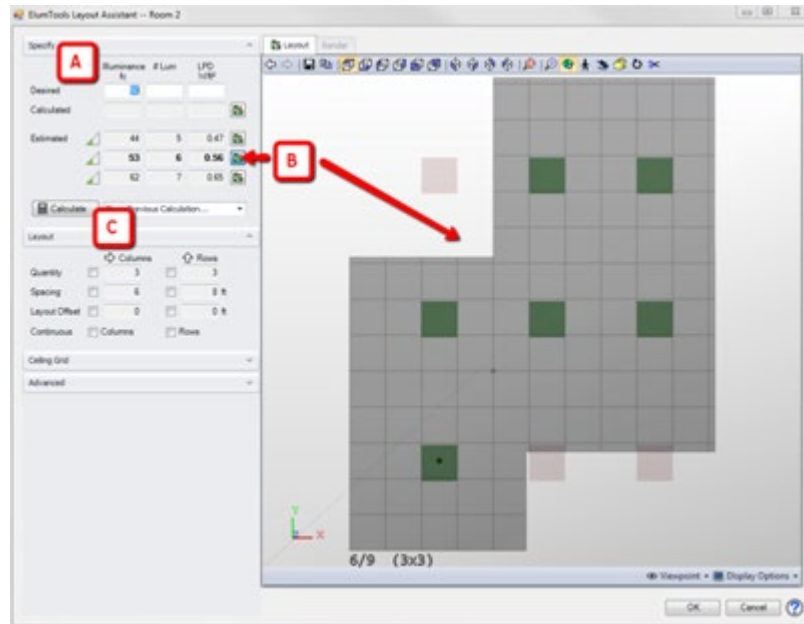 ElumTools Layout Assistant -- Room 2
Specify
A
Illuminance
fc
# Lum
LPD
Desired
Calculated
Estimated
44 5 0.47
53 6 0.56
62 7 0.65
B
Calculate
Previous Calculation...
C
Layout
Columns Rows
Quantity 3 3
Spacing 6 8 ft
Layout Offset 0 0 ft
Continuous Columns Rows
Ceiling Grid
Advanced
Layout Render
Y
X
6/9 (3x3)
Viewpoint Display Options
OK Cancel